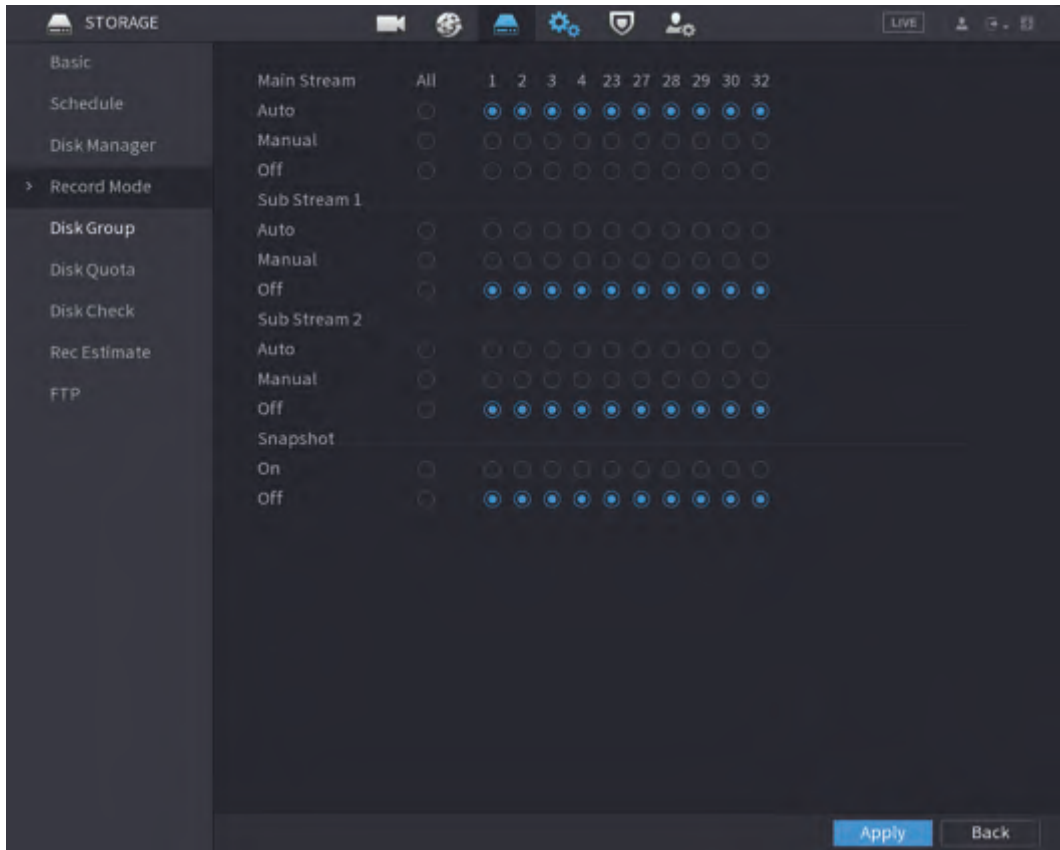 STORAGE
LIVE
Basic
Schedule
Disk Manager
Record Mode
Disk Group
Disk Quota
Disk Check
Rec Estimate
FTP
Main Stream All 1 2 3 4 23 27 28 29 30 32
Auto
Manual
Off
Sub Stream 1
Auto
Manual
Off
Sub Stream 2
Auto
Manual
Off
Snapshot
On
Off
Apply Back